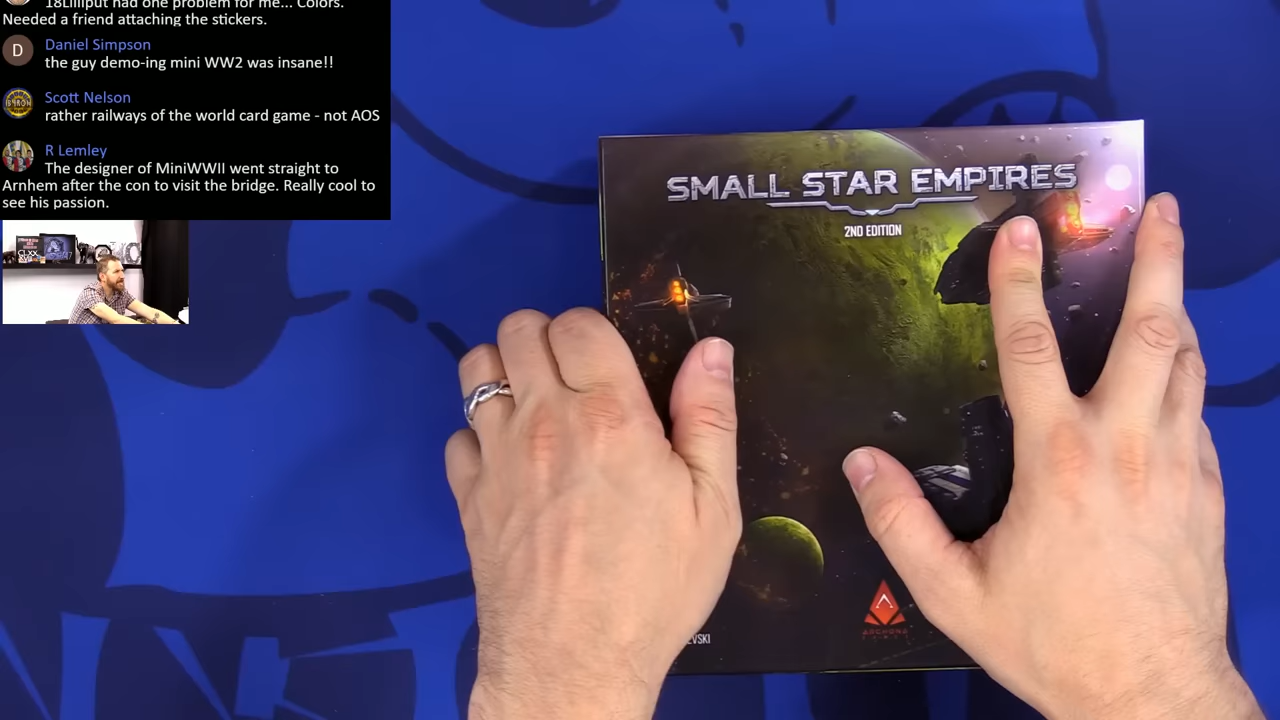 18Lilliput had one problem for me... Colors.
Needed a friend attaching the stickers.
D
Daniel Simpson
the guy demo-ing mini WW2 was insane!!
Scott Nelson
rather railways of the world card game - not AOS
R Lemley
The designer of MiniWWII went straight to
Arnhem after the con to visit the bridge. Really cool to
see his passion.
SMALL STAR EMPIRES
2ND EDITION
ARCHONA
GAMES